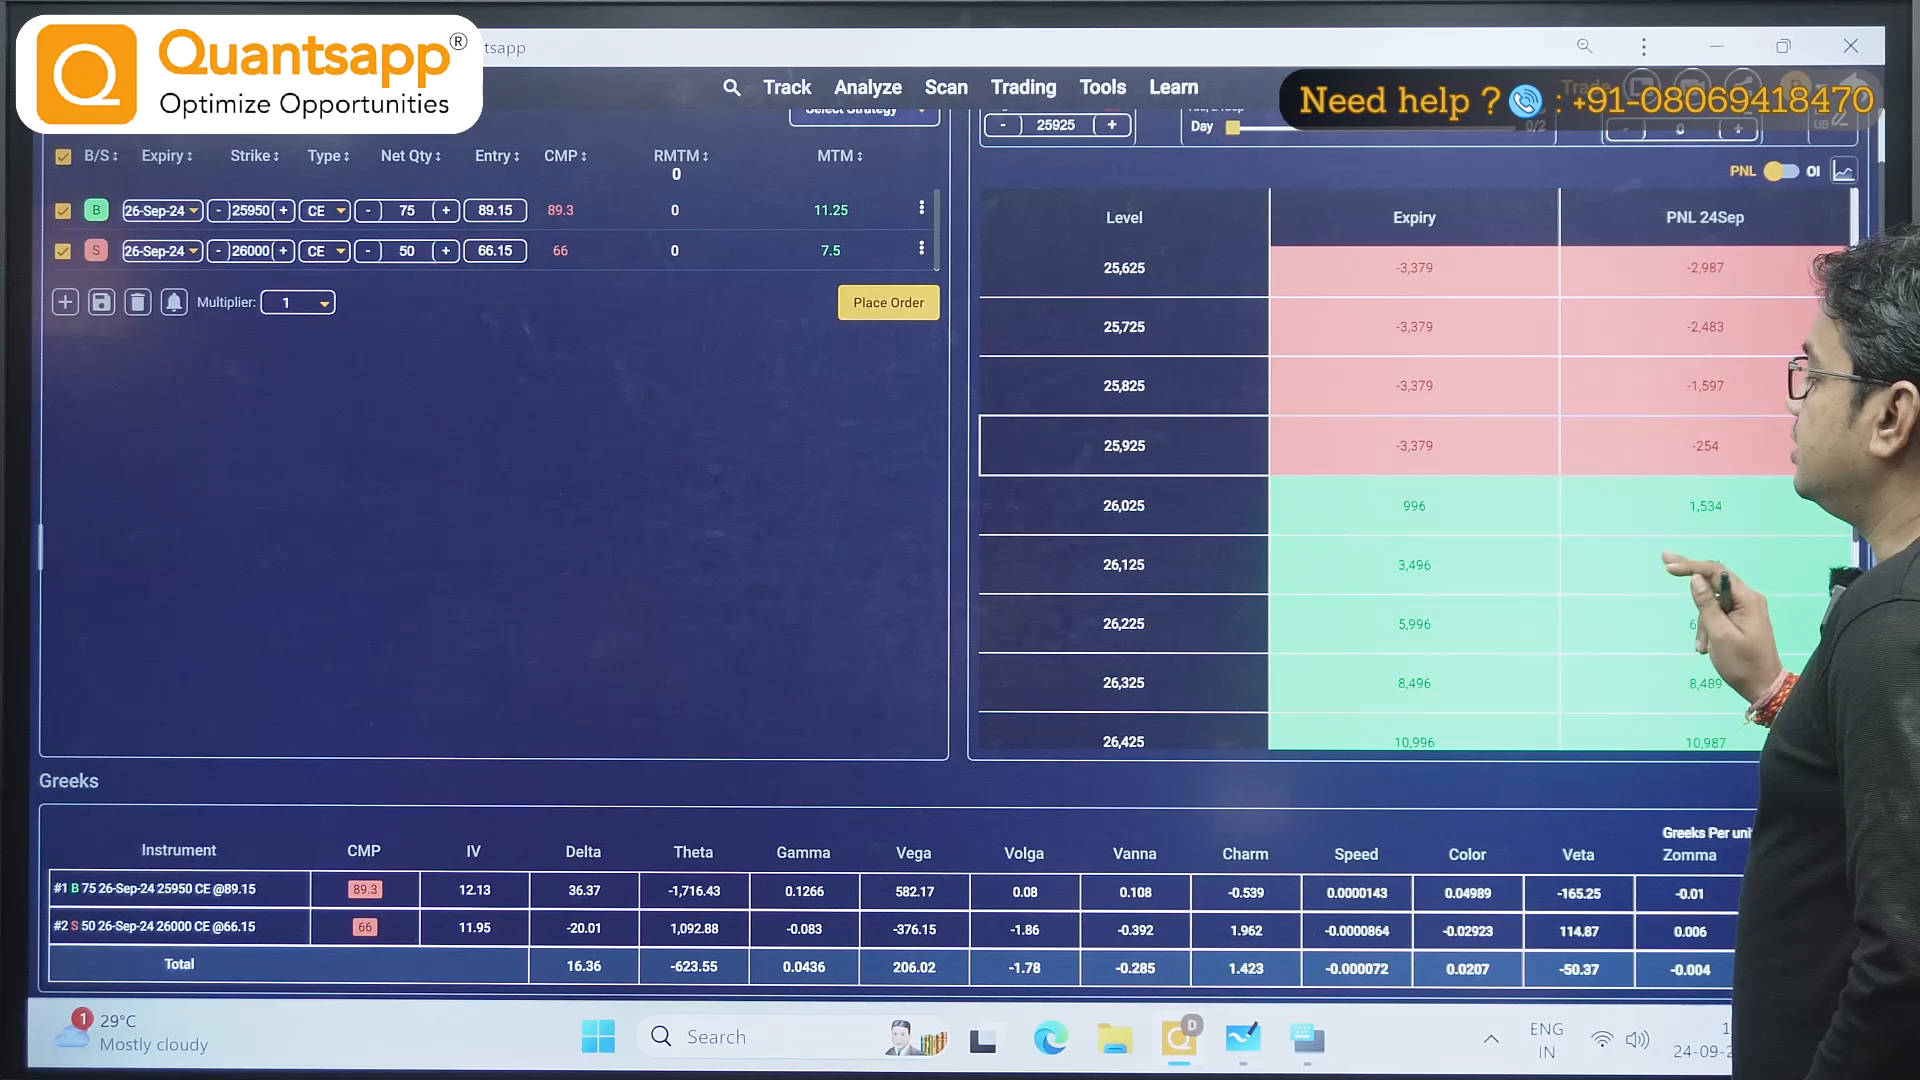 Quantsapp®
Optimize Opportunities
tsapp
Track Analyze Scan Trading Tools Learn
Need help ? : +91-08069418470
Select Strategy
- 25925 +
Day
0/2
- 0 +
UB
B/S Expiry Strike Type Net Qty Entry CMP RMTM MTM
0
PNL OI
B 26-Sep-24 - 25950 + CE - 75 + 89.15 89.3 0 11.25
S 26-Sep-24 - 26000 + CE - 50 + 66.15 66 0 7.5
Multiplier: 1
Place Order
Level Expiry PNL 24Sep
25,625 -3,379 -2,987
25,725 -3,379 -2,483
25,825 -3,379 -1,597
25,925 -3,379 -254
26,025 996 1,534
26,125 3,496
26,225 5,996
26,325 8,496 8,489
26,425 10,996 10,987
Greeks
Greeks Per uni
Instrument CMP IV Delta Theta Gamma Vega Volga Vanna Charm Speed Color Veta Zomma
#1 B 75 26-Sep-24 25950 CE @89.15 89.3 12.13 36.37 -1,716.43 0.1266 582.17 0.08 0.108 -0.539 0.0000143 0.04989 -165.25 -0.01
#2 S 50 26-Sep-24 26000 CE @66.15 66 11.95 -20.01 1,092.88 -0.083 -376.15 -1.86 -0.392 1.962 -0.0000864 -0.02923 114.87 0.006
Total 16.36 -623.55 0.0436 206.02 -1.78 -0.285 1.423 -0.000072 0.0207 -50.37 -0.004
1
29°C
Mostly cloudy
Search
D
ENG
IN
24-09-2